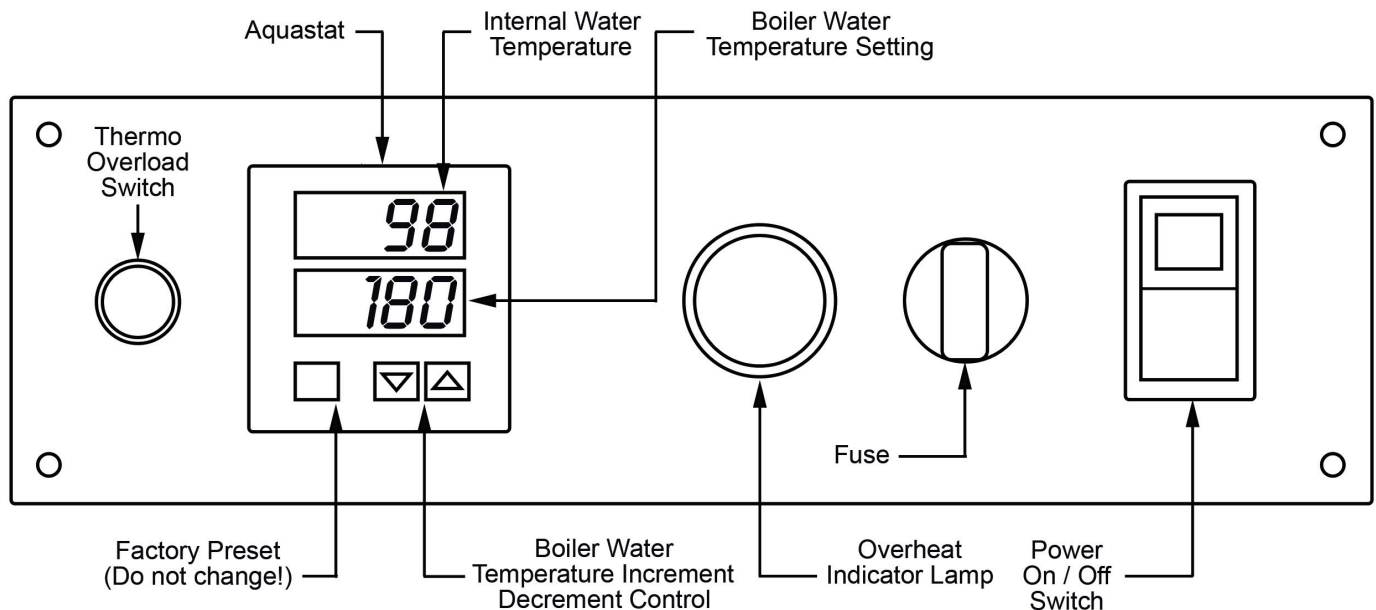 Aquastat
Internal Water
Temperature
Boiler Water
Temperature Setting
Thermo
Overload
Switch
98
180
Fuse
Factory Preset
(Do not change!)
Boiler Water
Temperature Increment
Decrement Control
Overheat
Indicator Lamp
Power
On / Off
Switch